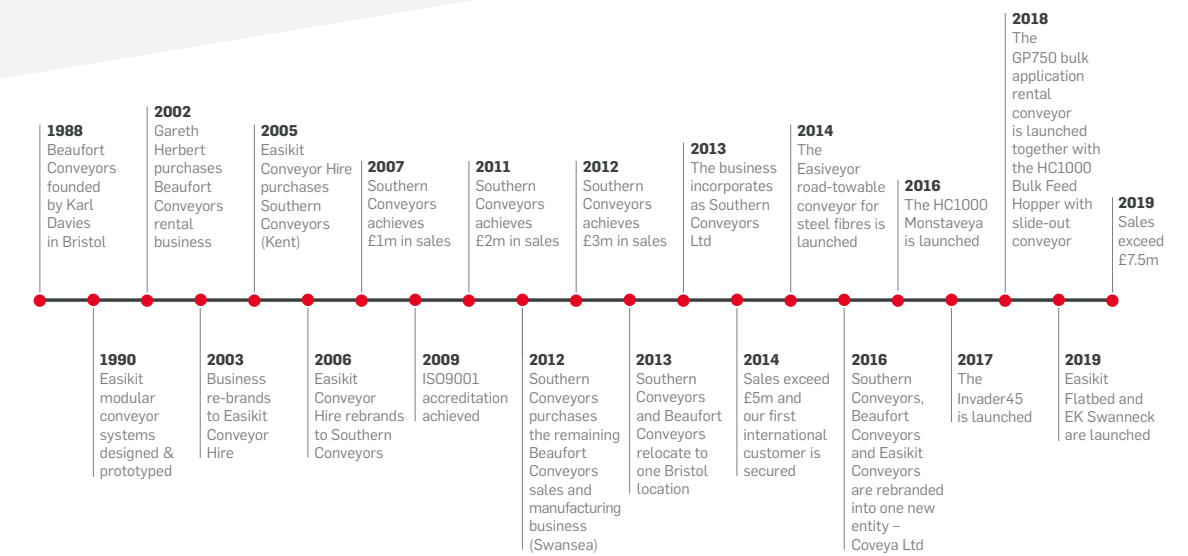 1988
Beaufort
Conveyors
founded
by Karl
Davies
in Bristol
1990
Easikit
modular
conveyor
systems
designed &
prototyped
2002
Gareth
Herbert
purchases
Beaufort
Conveyors
rental
business
2003
Business
re-brands
to Easikit
Conveyor
Hire
2005
Easikit
Conveyor Hire
purchases
Southern
Conveyors
(Kent)
2006
Easikit
Conveyor
Hire rebrands
to Southern
Conveyors
2007
Southern
Conveyors
achieves
£1m in sales
2009
ISO9001
accreditation
achieved
2011
Southern
Conveyors
achieves
£2m in sales
2012
Southern
Conveyors
purchases
the remaining
Beaufort
Conveyors
sales and
manufacturing
business
(Swansea)
2012
Southern
Conveyors
achieves
£3m in sales
2013
Southern
Conveyors
and Beaufort
Conveyors
relocate to
one Bristol
location
2013
The business
incorporates
as Southern
Conveyors
Ltd
2014
Sales exceed
£5m and
our first
international
customer is
secured
2014
The
Easiveyor
road-towable
conveyor for
steel fibres is
launched
2016
Southern
Conveyors,
Beaufort
Conveyors
and Easikit
Conveyors
are rebranded
into one new
entity –
Coveya Ltd
2016
The HC1000
Monstaveya
is launched
2017
The
Invader45
is launched
2018
The
GP750 bulk
application
rental
conveyor
is launched
together with
the HC1000
Bulk Feed
Hopper with
slide-out
conveyor
2019
Easikit
Flatbed and
EK Swanneck
are launched
2019
Sales
exceed
£7.5m